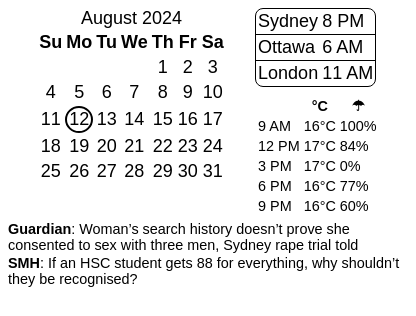 August 2024
Su Mo Tu We Th Fr Sa
1 2 3
4 5 6 7 8 9 10
11 12 13 14 15 16 17
18 19 20 21 22 23 24
25 26 27 28 29 30 31
Sydney 8 PM
Ottawa 6 AM
London 11 AM
°C ☂
9 AM 16°C 100%
12 PM 17°C 84%
3 PM 17°C 0%
6 PM 16°C 77%
9 PM 16°C 60%
Guardian: Woman’s search history doesn’t prove she
consented to sex with three men, Sydney rape trial told
SMH: If an HSC student gets 88 for everything, why shouldn’t
they be recognised?